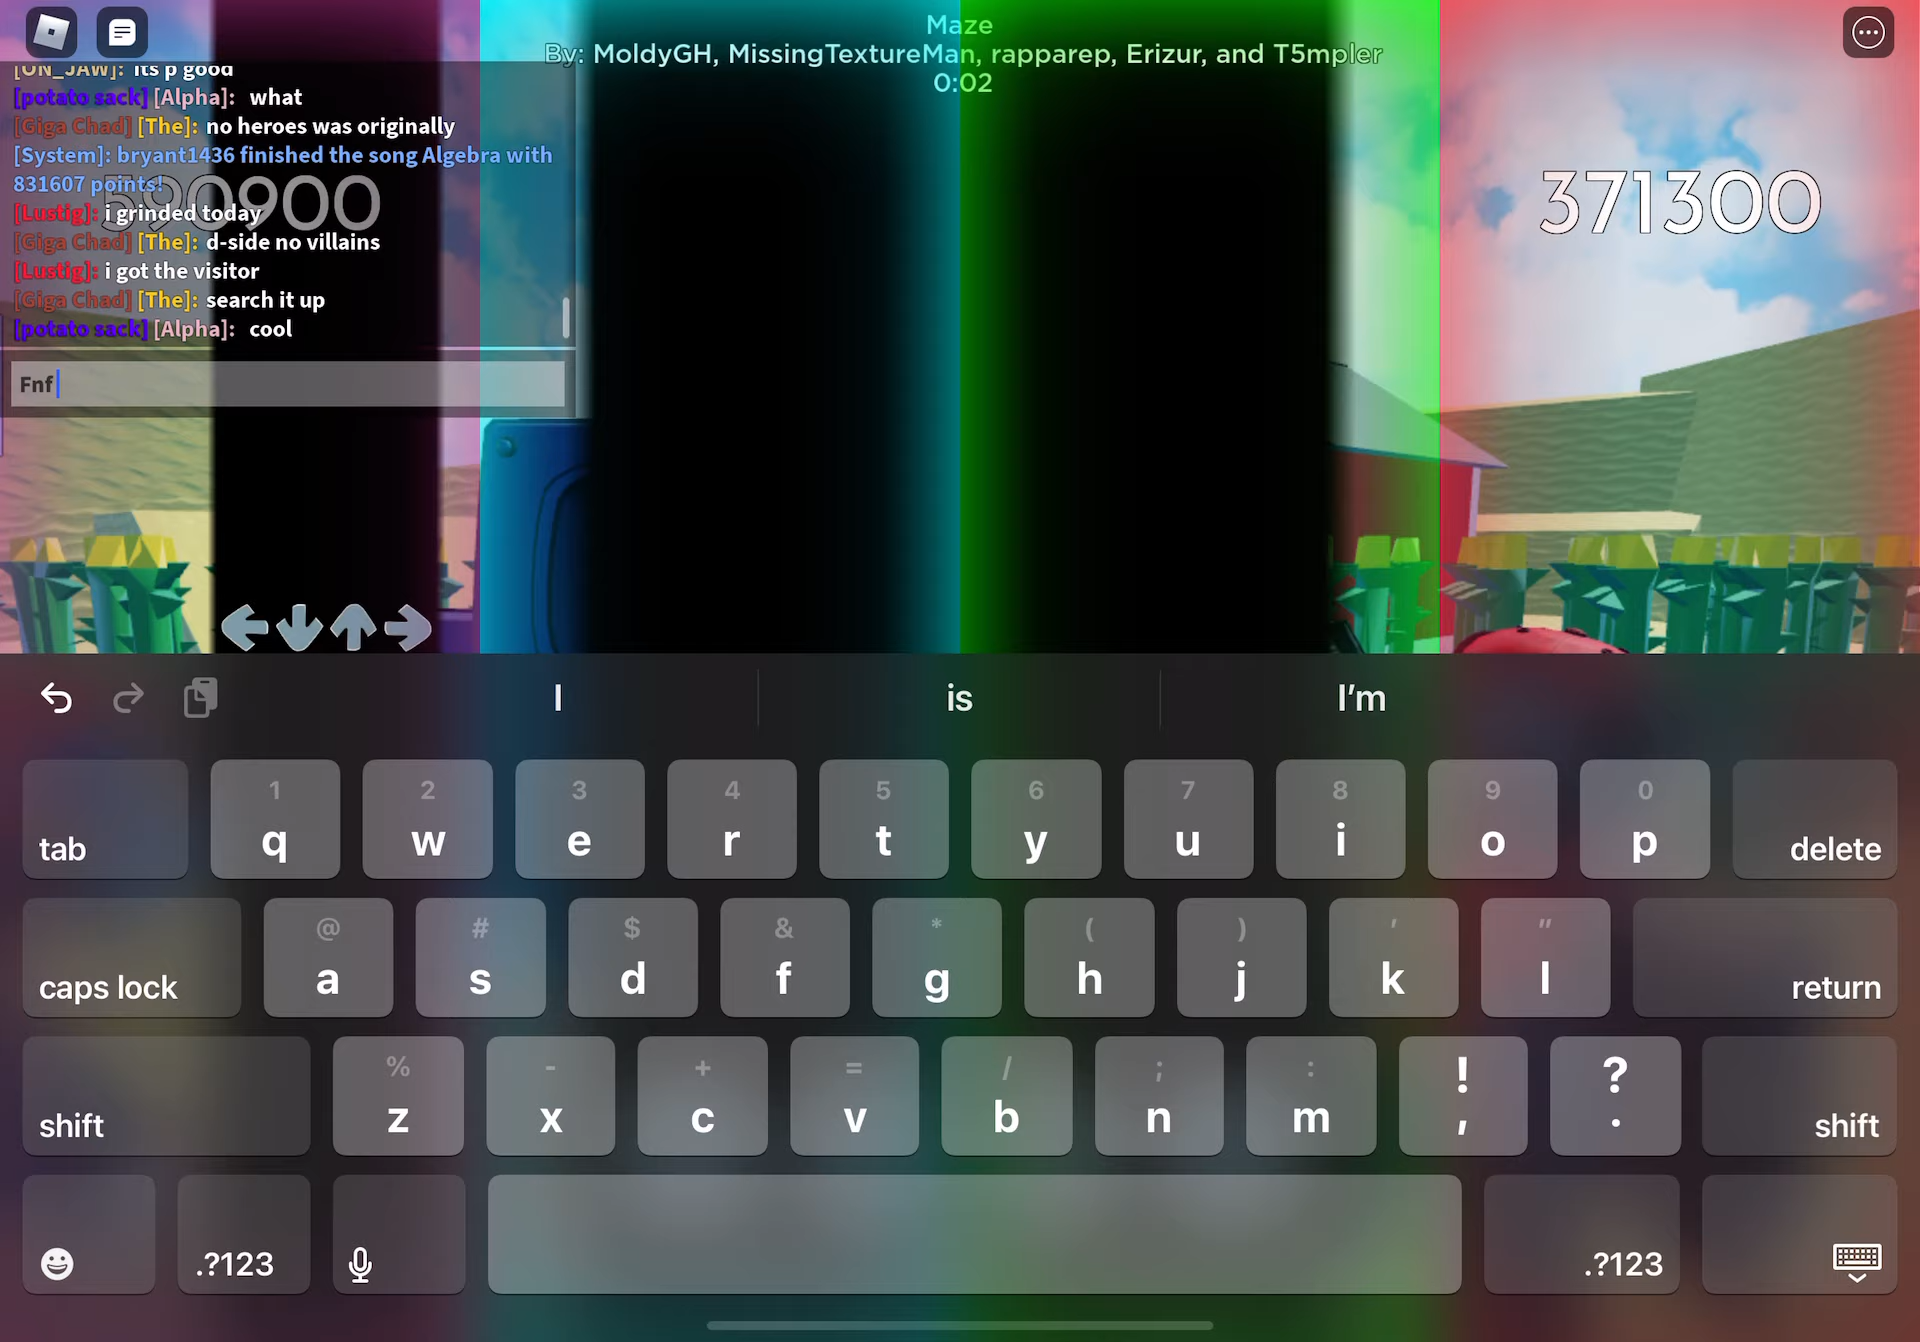 Maze
By: MoldyGH, MissingTextureMan, rapparep, Erizur, and T5mpler
0:02
[ON_JAW]: its p good
[potato sack] [Alpha]: what
[Giga Chad] [The]: no heroes was originally
[System]: bryant1436 finished the song Algebra with
831607 points!
[Lustig]: i grinded today
[Giga Chad] [The]: d-side no villains
[Lustig]: i got the visitor
[Giga Chad] [The]: search it up
[potato sack] [Alpha]: cool
590900
371300
Fnf
I is I'm
1 2 3 4 5 6 7 8 9 0
tab q w e r t y u i o p delete
@ # $ & * ( ) ' "
caps lock a s d f g h j k l return
% - + = / ; : ! ?
shift z x c v b n m , . shift
.?123 .?123